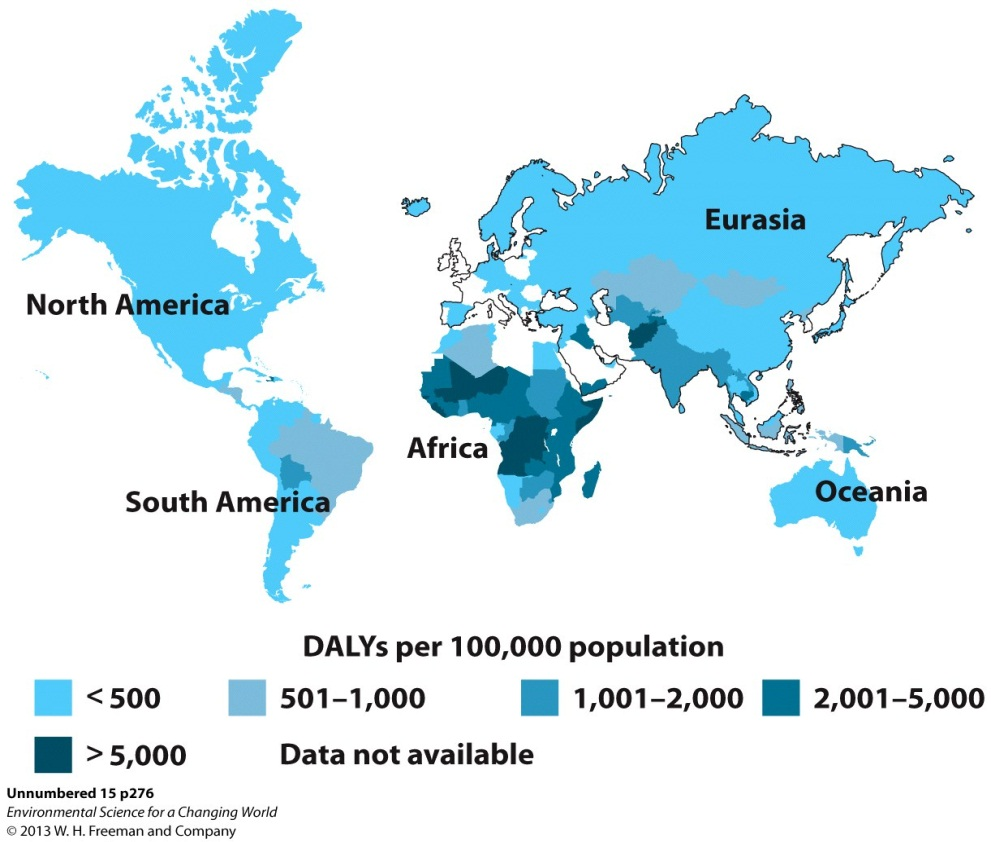 Eurasia
North America
Africa
South America
Oceania
DALYs per 100,000 population
< 500
501–1,000
1,001–2,000
2,001–5,000
> 5,000
Data not available
Unnumbered 15 p276
Environmental Science for a Changing World
© 2013 W. H. Freeman and Company